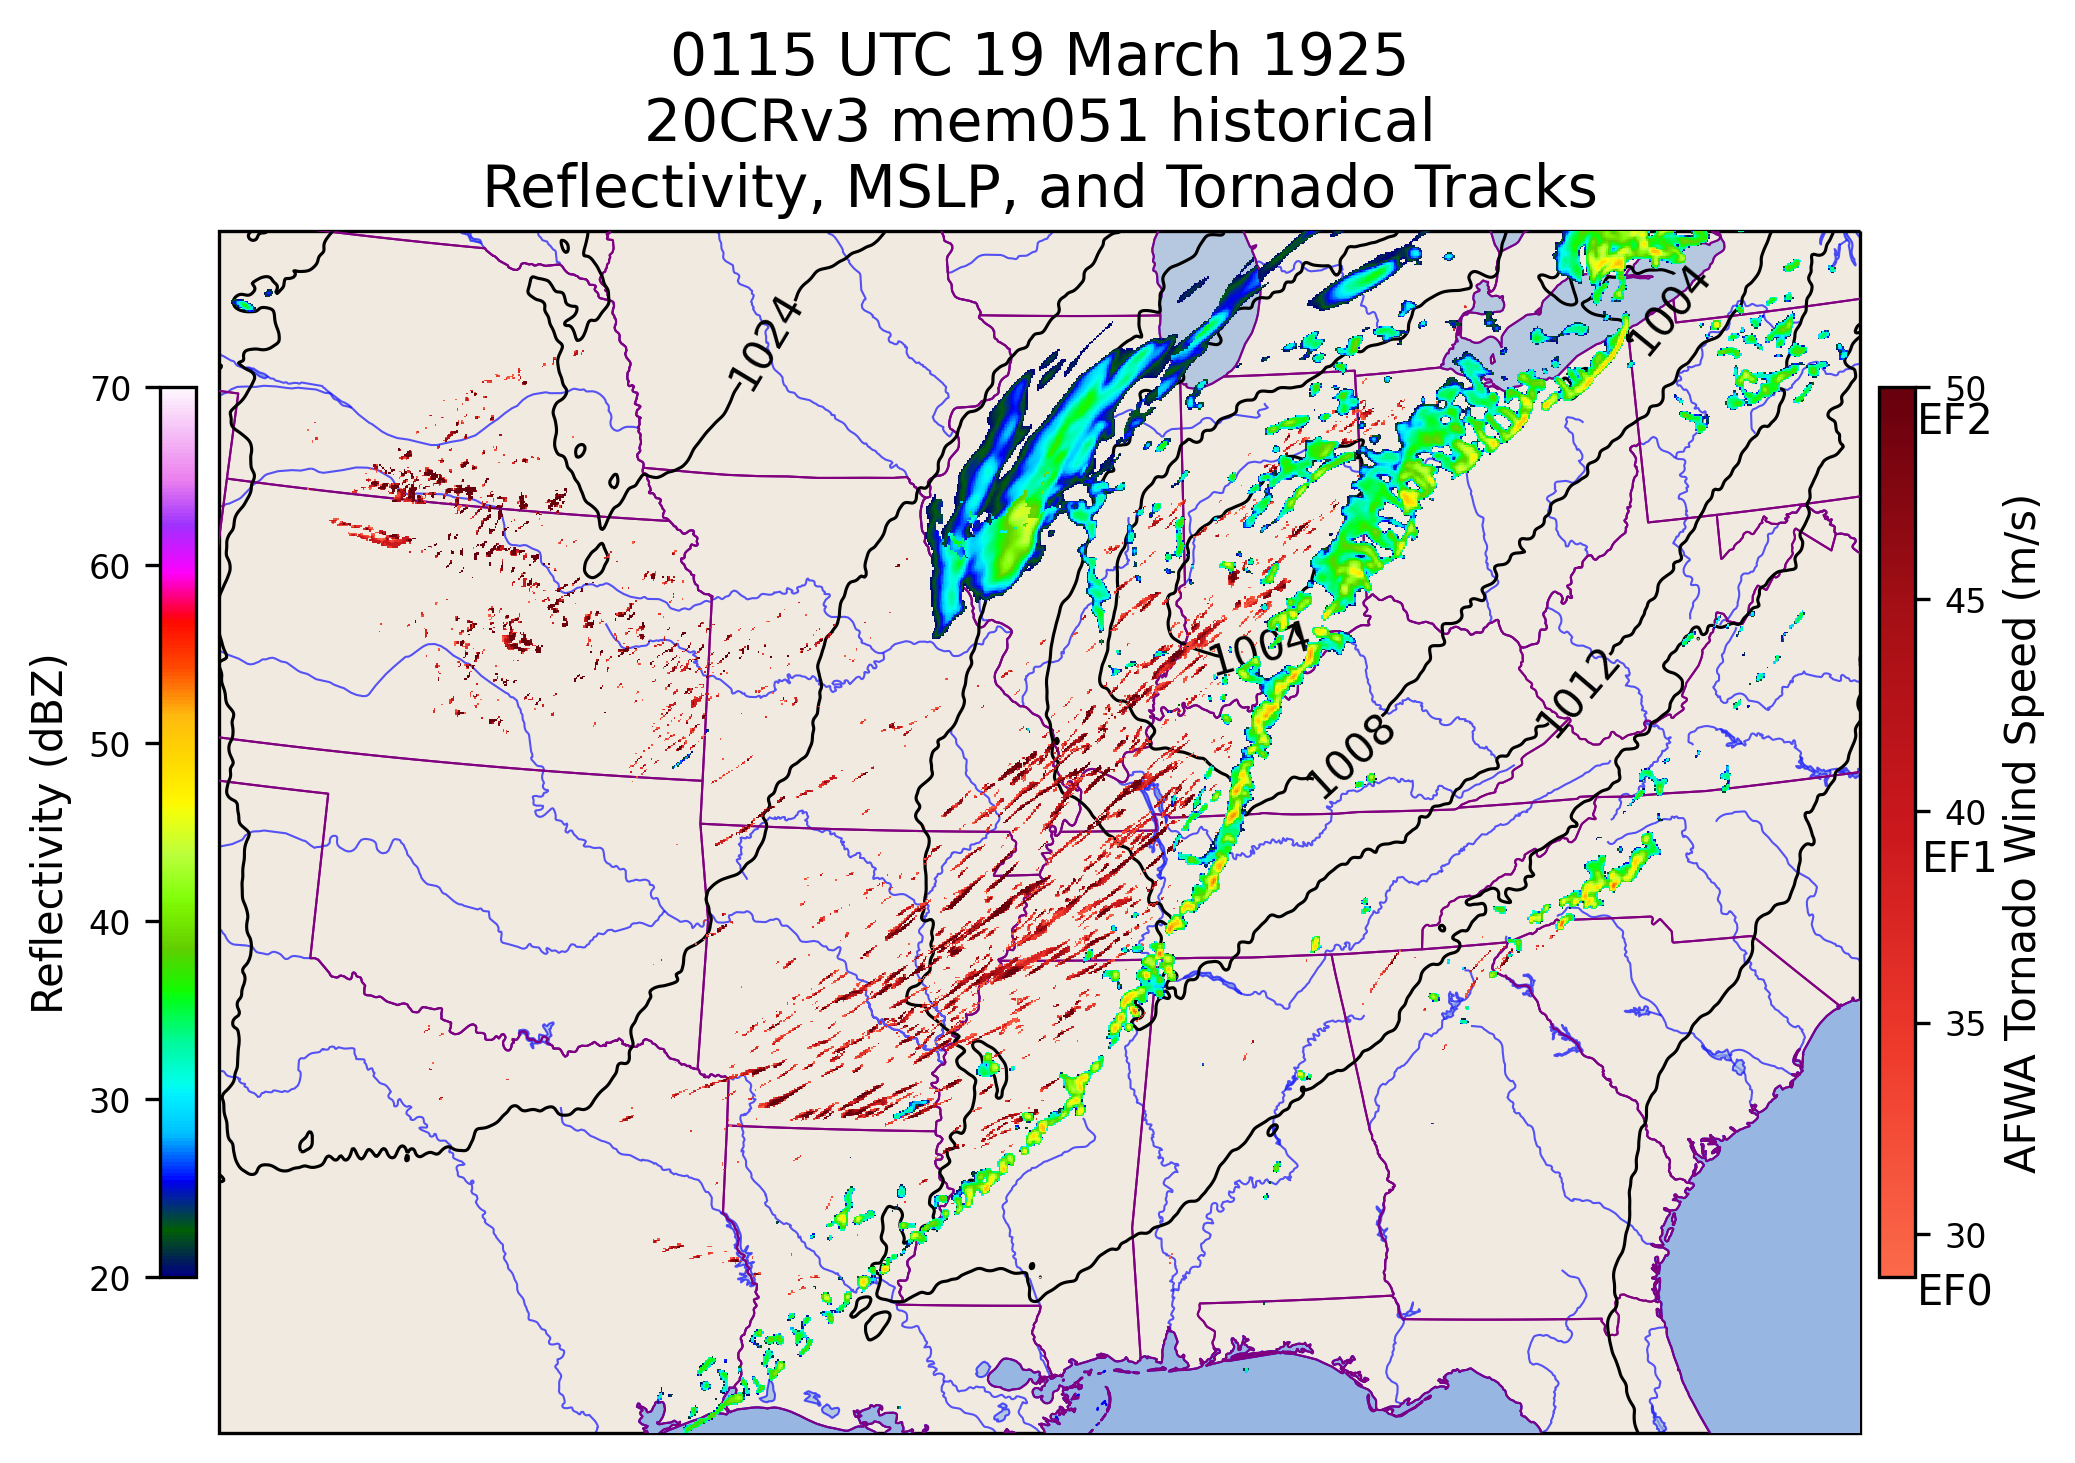 0115 UTC 19 March 1925
20CRv3 mem051 historical
Reflectivity, MSLP, and Tornado Tracks
Reflectivity (dBZ)
70
60
50
40
30
20
1024
1004
1004
1008
1012
50
EF2
45
40
EF1
35
30
EF0
AFWA Tornado Wind Speed (m/s)